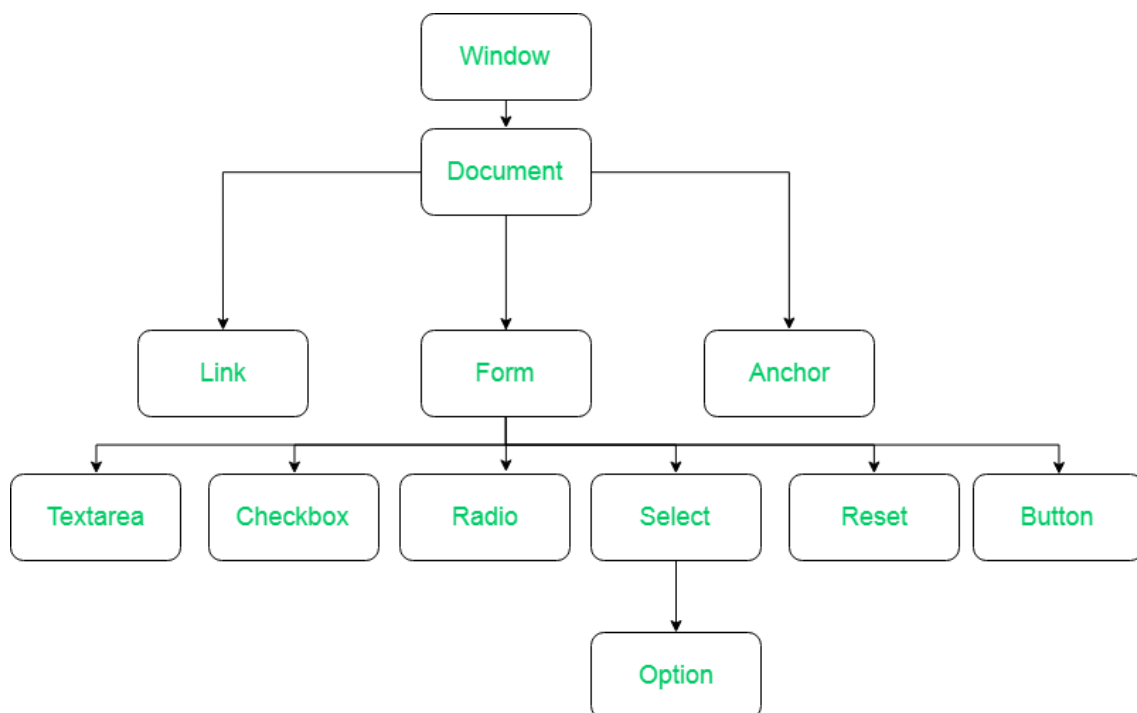 Window
Document
Link
Form
Anchor
Textarea
Checkbox
Radio
Select
Reset
Button
Option